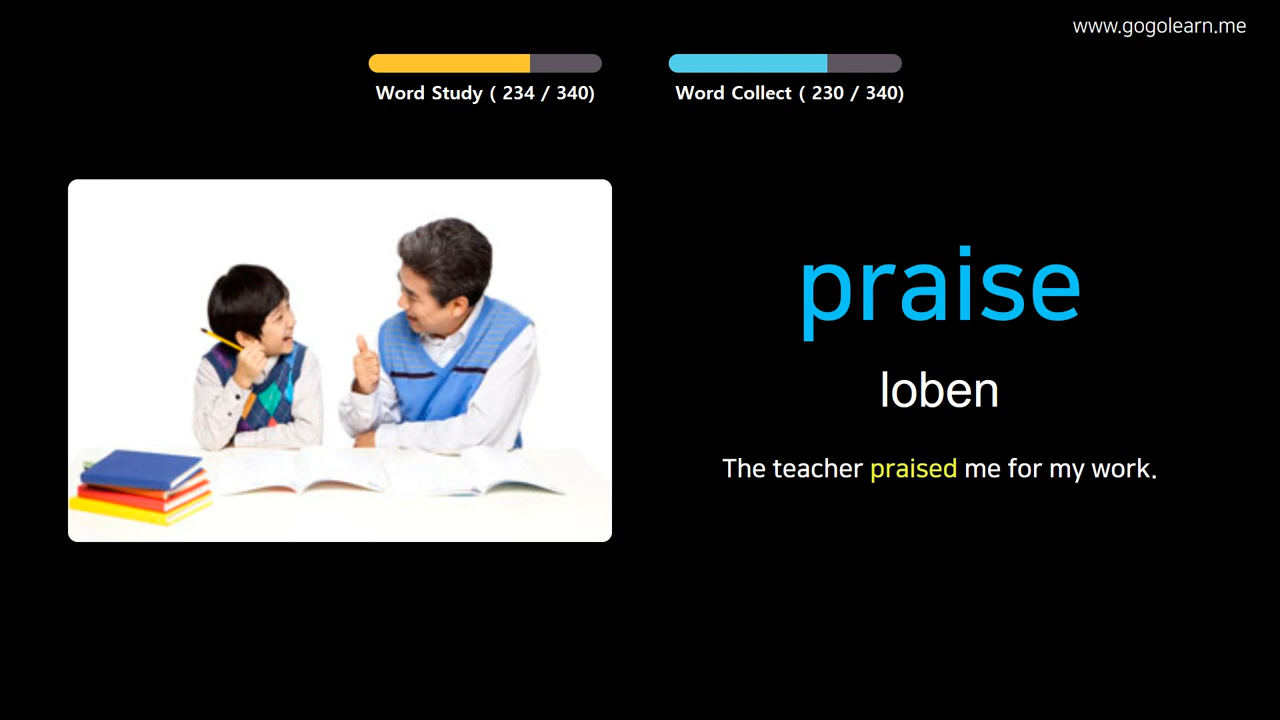 www.gogolearn.me
Word Study ( 234 / 340)
Word Collect ( 230 / 340)
praise
loben
The teacher praised me for my work.